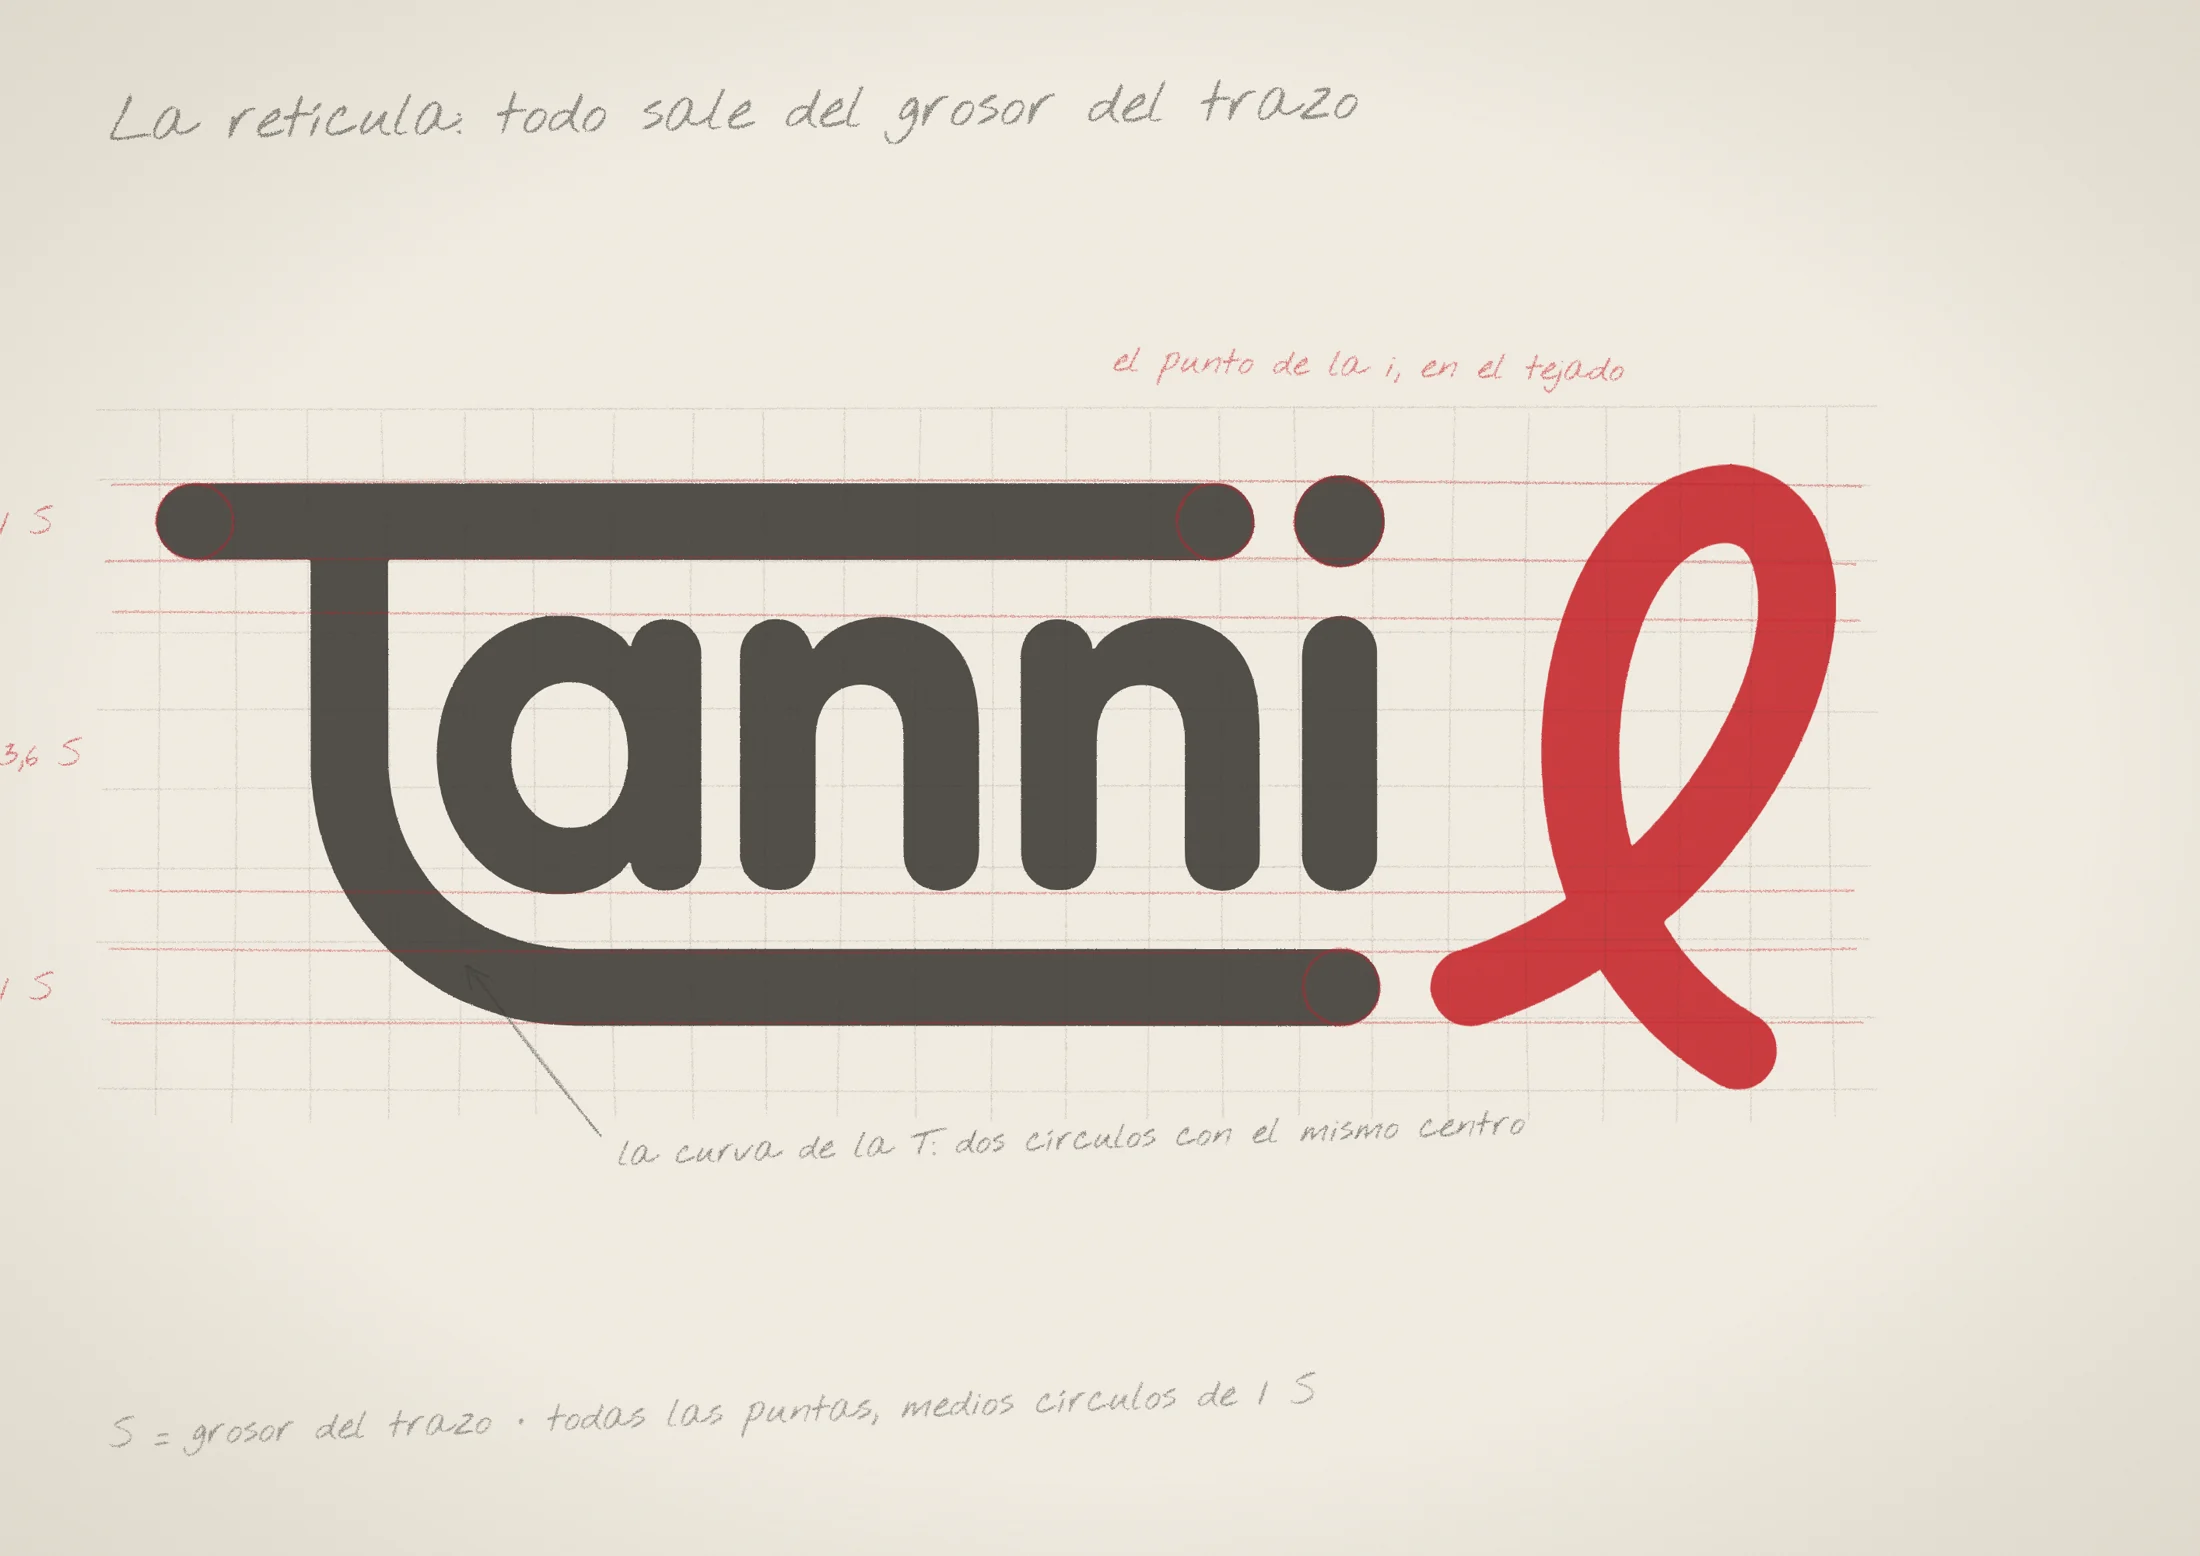 La retícula: todo sale del grosor del trazo
el punto de la i, en el tejado
1 S
Tannil
3,6 S
1 S
la curva de la T: dos círculos con el mismo centro
S = grosor del trazo · todas las puntas, medios círculos de 1 S